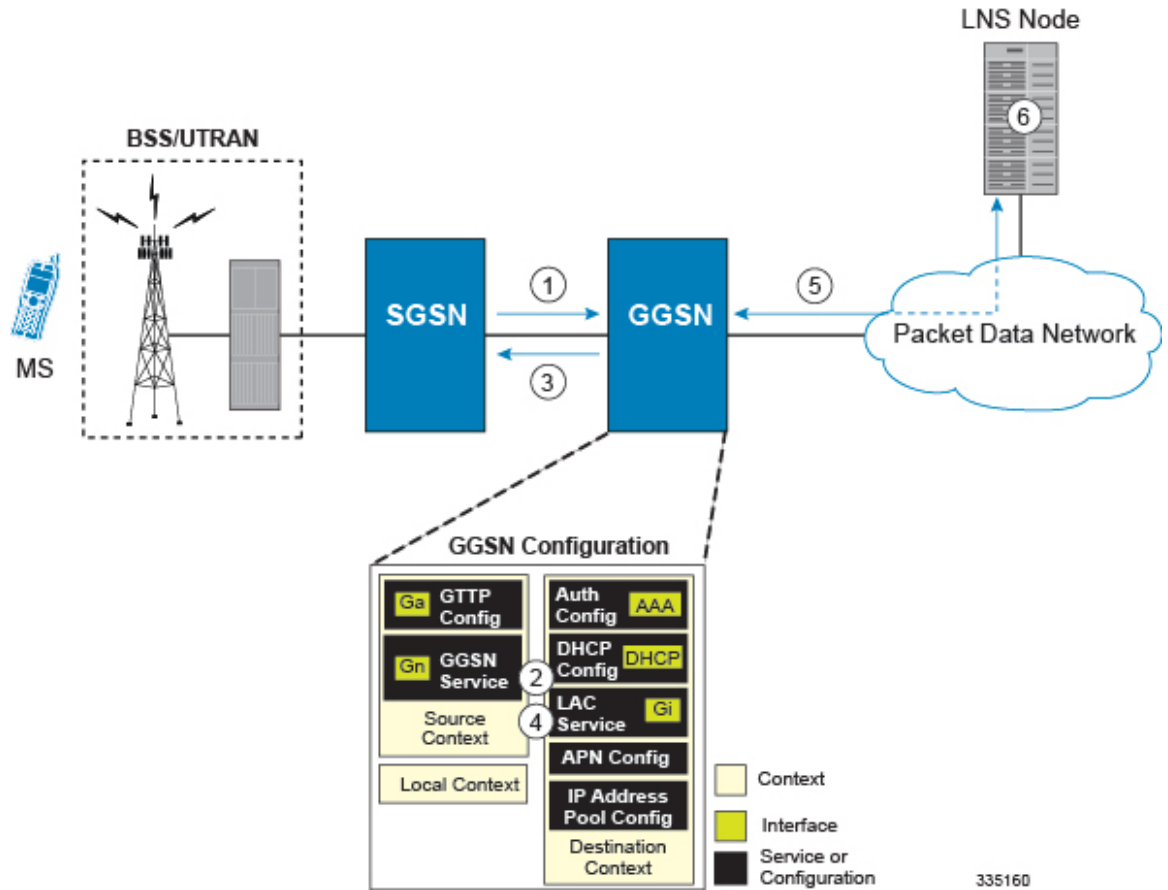 LNS Node
6
BSS/UTRAN
MS
SGSN
1
3
GGSN
5
Packet Data Network
GGSN Configuration
Ga
GTTP
Config
Gn
GGSN
Service
Source
Context
Local Context
2
4
Auth
Config
AAA
DHCP
Config
DHCP
LAC
Service
Gi
APN Config
IP Address
Pool Config
Destination
Context
Context
Interface
Service or
Configuration
335160